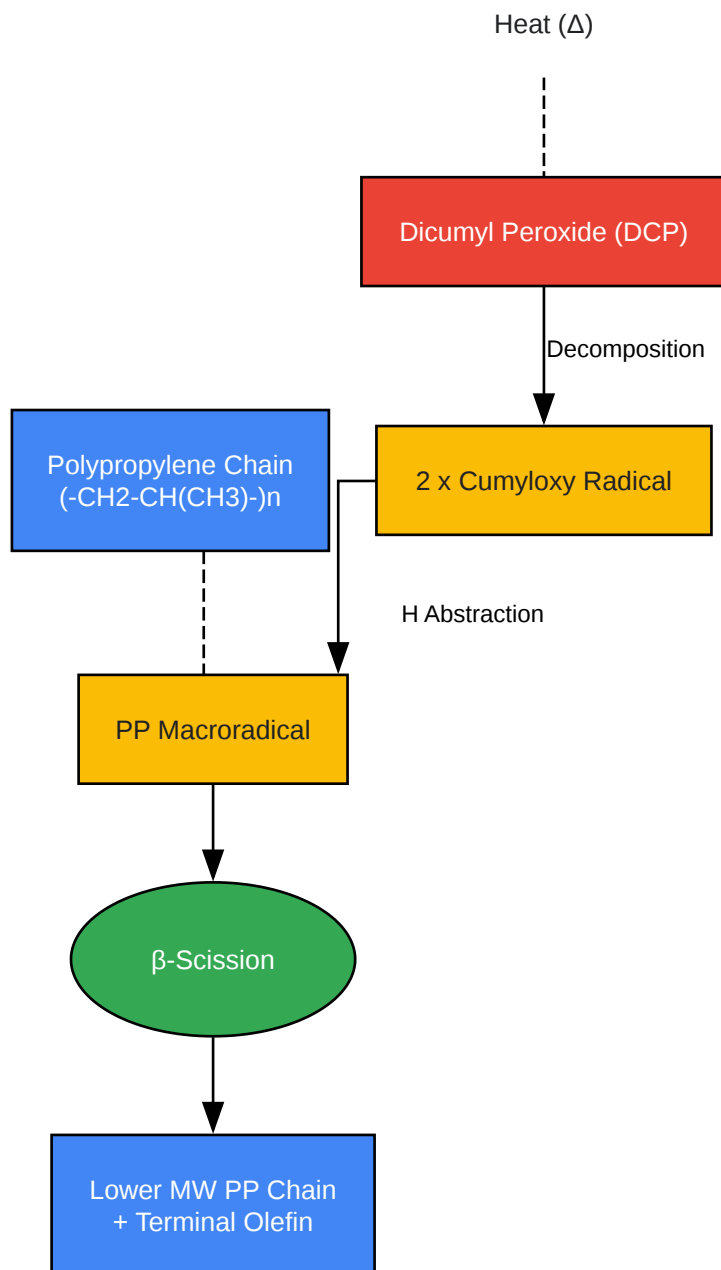 Heat (Δ)
Dicumyl Peroxide (DCP)
Decomposition
Polypropylene Chain
(-CH2-CH(CH3)-)n
2 x Cumyloxy Radical
H Abstraction
PP Macroradical
β-Scission
Lower MW PP Chain
+ Terminal Olefin